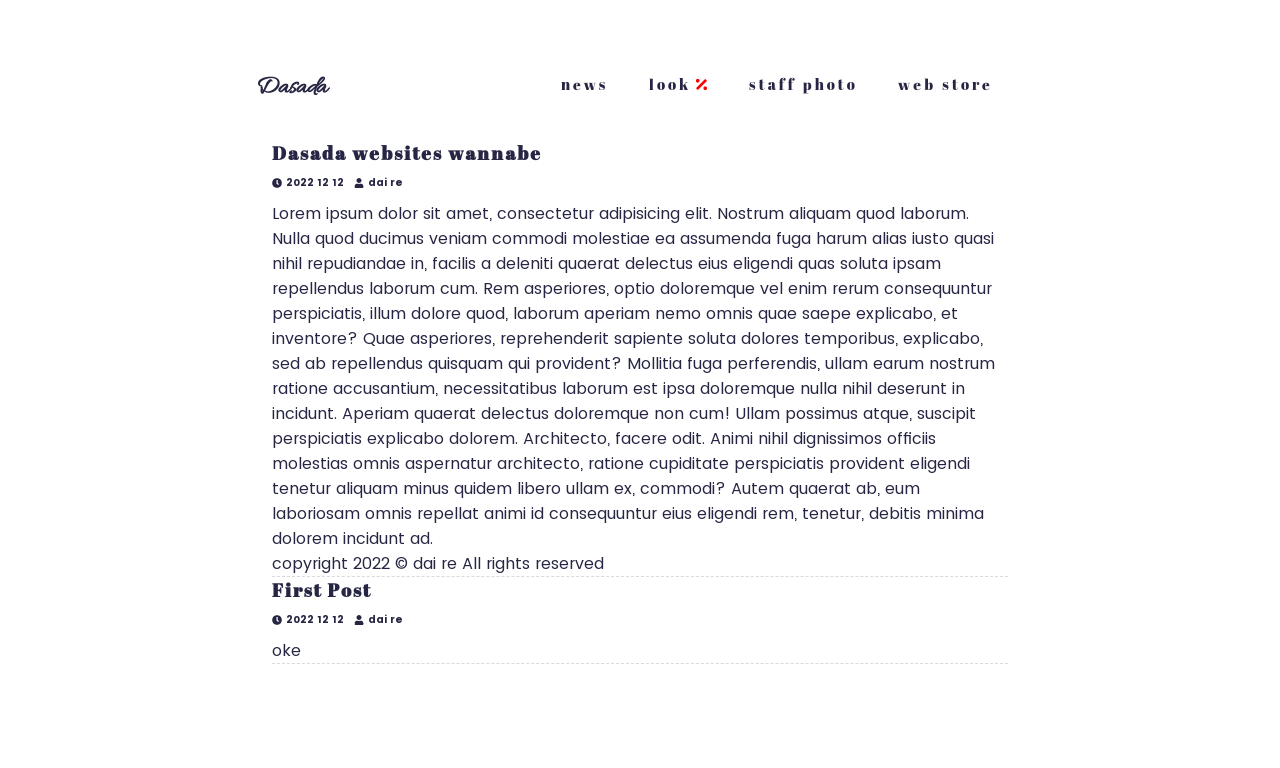 Dasada
news
look
staff photo
web store
Dasada websites wannabe
2022 12 12 dai re
Lorem ipsum dolor sit amet, consectetur adipisicing elit. Nostrum aliquam quod laborum.
Nulla quod ducimus veniam commodi molestiae ea assumenda fuga harum alias iusto quasi
nihil repudiandae in, facilis a deleniti quaerat delectus eius eligendi quas soluta ipsam
repellendus laborum cum. Rem asperiores, optio doloremque vel enim rerum consequuntur
perspiciatis, illum dolore quod, laborum aperiam nemo omnis quae saepe explicabo, et
inventore? Quae asperiores, reprehenderit sapiente soluta dolores temporibus, explicabo,
sed ab repellendus quisquam qui provident? Mollitia fuga perferendis, ullam earum nostrum
ratione accusantium, necessitatibus laborum est ipsa doloremque nulla nihil deserunt in
incidunt. Aperiam quaerat delectus doloremque non cum! Ullam possimus atque, suscipit
perspiciatis explicabo dolorem. Architecto, facere odit. Animi nihil dignissimos officiis
molestias omnis aspernatur architecto, ratione cupiditate perspiciatis provident eligendi
tenetur aliquam minus quidem libero ullam ex, commodi? Autem quaerat ab, eum
laboriosam omnis repellat animi id consequuntur eius eligendi rem, tenetur, debitis minima
dolorem incidunt ad.
copyright 2022 © dai re All rights reserved
First Post
2022 12 12 dai re
oke